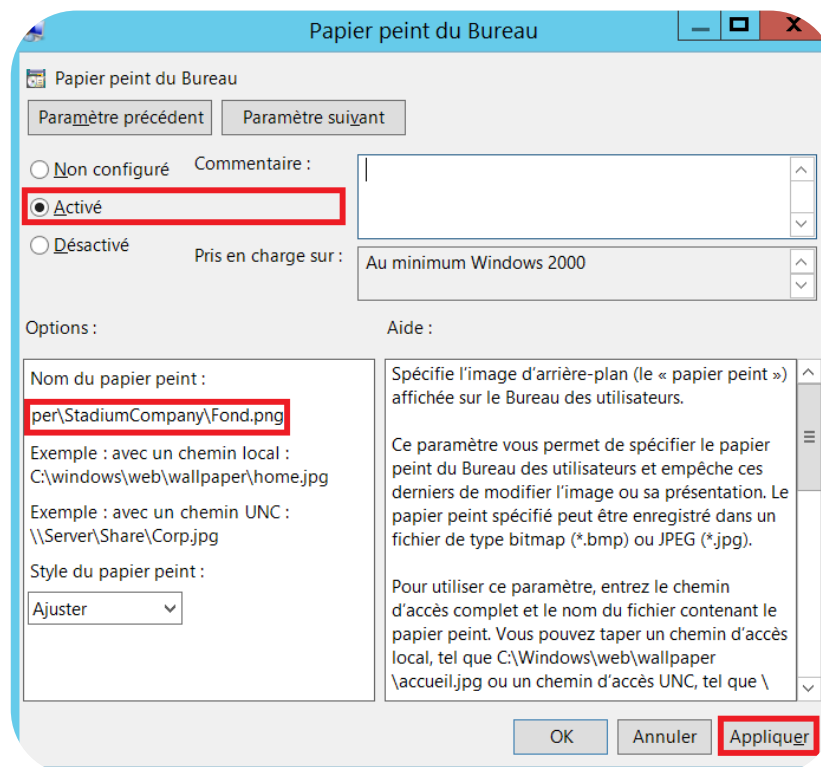 Papier peint du Bureau
Papier peint du Bureau
Paramètre précédent
Paramètre suivant
Non configuré
Commentaire :
Activé
Désactivé
Pris en charge sur :
Au minimum Windows 2000
Options :
Aide :
Nom du papier peint :
per\StadiumCompany\Fond.png
Exemple : avec un chemin local :
C:\windows\web\wallpaper\home.jpg
Exemple : avec un chemin UNC :
\\Server\Share\Corp.jpg
Style du papier peint :
Ajuster
Spécifie l'image d'arrière-plan (le « papier peint »)
affichée sur le Bureau des utilisateurs.
Ce paramètre vous permet de spécifier le papier
peint du Bureau des utilisateurs et empêche ces
derniers de modifier l'image ou sa présentation. Le
papier peint spécifié peut être enregistré dans un
fichier de type bitmap (*.bmp) ou JPEG (*.jpg).
Pour utiliser ce paramètre, entrez le chemin
d'accès complet et le nom du fichier contenant le
papier peint. Vous pouvez taper un chemin d'accès
local, tel que C:\Windows\web\wallpaper
\accueil.jpg ou un chemin d'accès UNC, tel que \
OK
Annuler
Appliquer